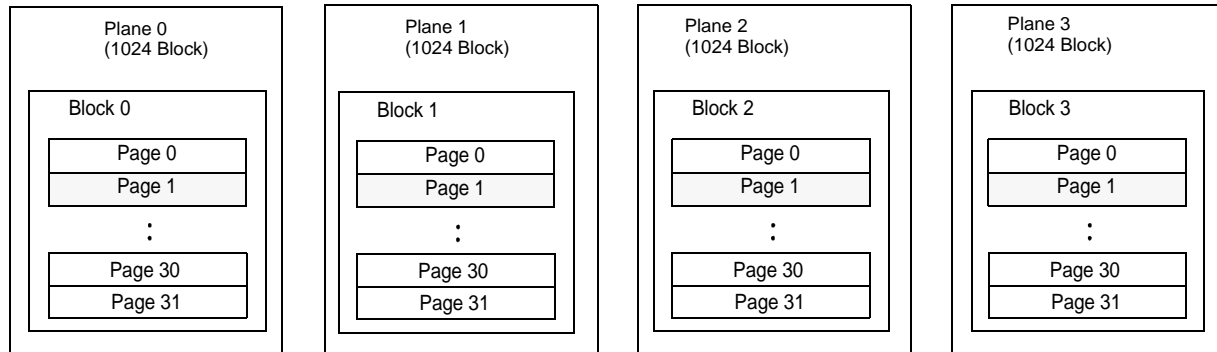 Plane 0
(1024 Block)
Block 0
Page 0
Page 1
:
Page 30
Page 31
Plane 1
(1024 Block)
Block 1
Page 0
Page 1
:
Page 30
Page 31
Plane 2
(1024 Block)
Block 2
Page 0
Page 1
:
Page 30
Page 31
Plane 3
(1024 Block)
Block 3
Page 0
Page 1
:
Page 30
Page 31